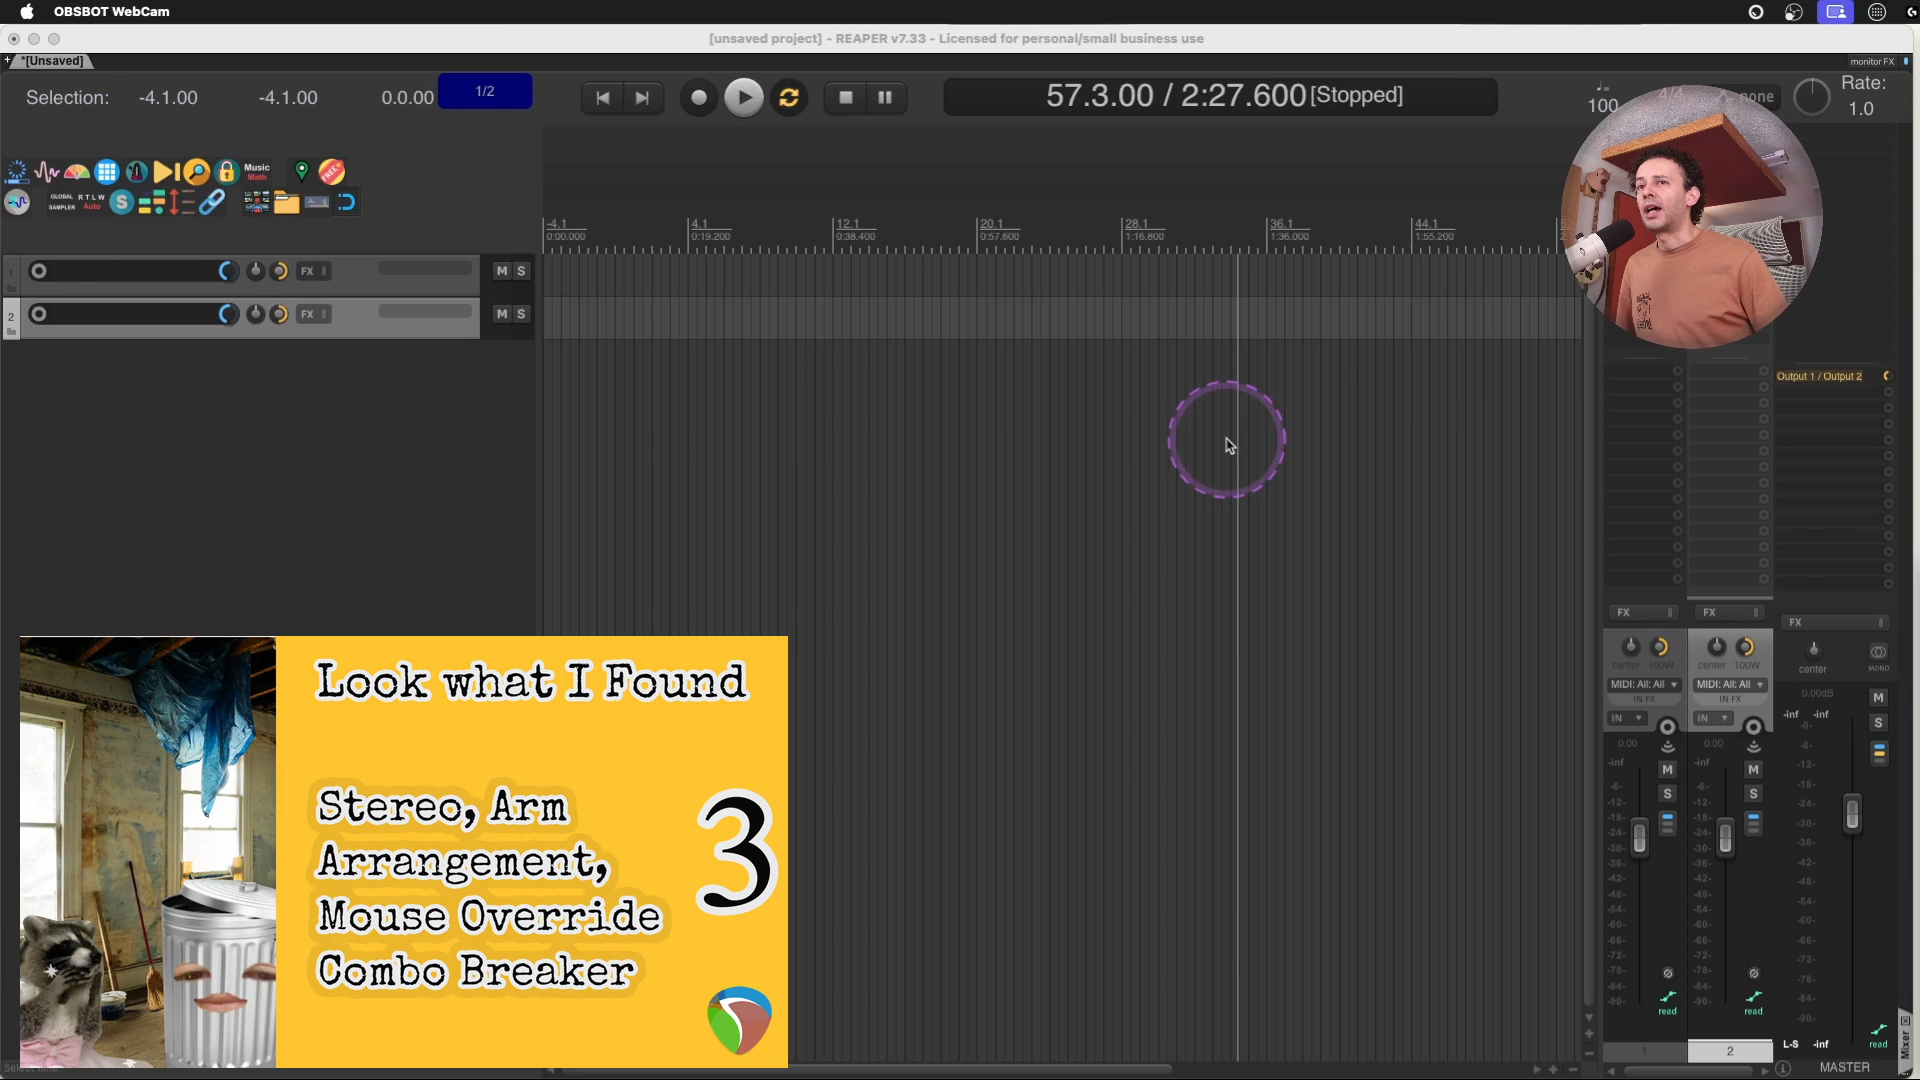 OBSBOT WebCam
[unsaved project] - REAPER v7.33 - Licensed for personal/small business use
+ *[Unsaved]
monitor FX
Selection: -4.1.00 -4.1.00 0.0.00 1/2
57.3.00 / 2:27.600 [Stopped]
100 4/4 none
Rate:
1.0
Music
Math
FREE
GLOBAL
SAMPLER
R T L W
Auto
S
-4.1 4.1 12.1 20.1 28.1 36.1 44.1
0:00.000 0:19.200 0:38.400 0:57.600 1:16.800 1:36.000 1:55.200
1 FX M S
2 FX M S
Output 1 / Output 2
FX FX FX
center 100W center 100W center MONO
MIDI: All: All MIDI: All: All
IN FX IN FX
IN IN
0.00 0.00 0.00dB
-inf -inf -inf -inf
M M M
S S S
-6- -6- -0-
-12- -12- -6-
-18- -18- -12-
-24- -24- -18-
-30- -30- -24-
-36- -36- -30-
-42- -42- -36-
-48- -48- -42-
-54- -54- -48-
-60- -60- -54-
-66- -66- -60-
-72- -72- -66-
-78- -78- -72-
-84- -84- -78-
-90- -90- -84-
-90-
read read read
L-S -inf
1 2 MASTER
Mixer
Look what I Found
Stereo, Arm
Arrangement,
Mouse Override
Combo Breaker
3
Select time